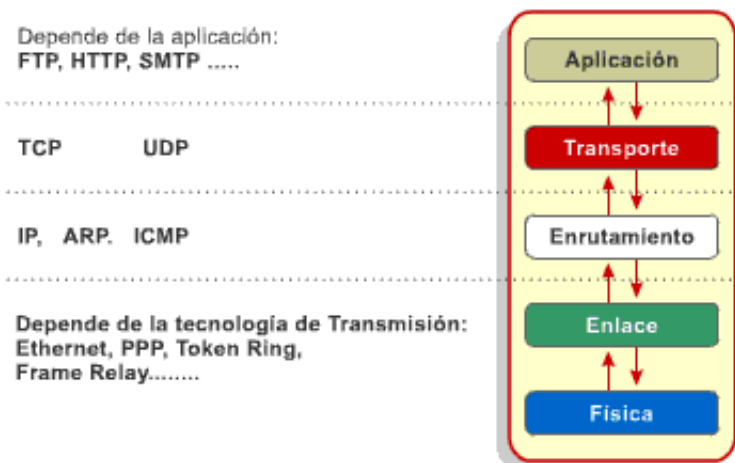 Depende de la aplicación:
FTP, HTTP, SMTP .....
Aplicación
TCP UDP
Transporte
IP, ARP. ICMP
Enrutamiento
Depende de la tecnología de Transmisión:
Ethernet, PPP, Token Ring,
Frame Relay........
Enlace
Física